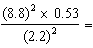 (8.8)² × 0.53
(2.2)² =